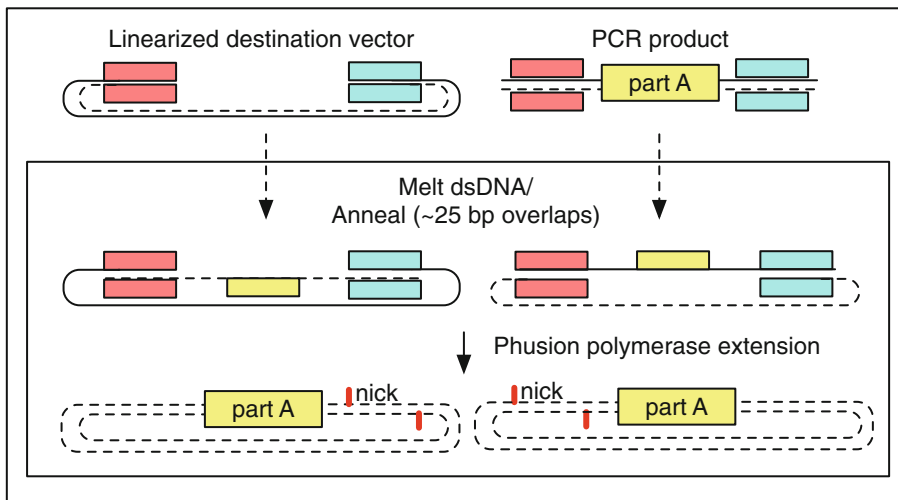 Linearized destination vector
PCR product
part A
Melt dsDNA/
Anneal (~25 bp overlaps)
Phusion polymerase extension
nick
part A
nick
part A